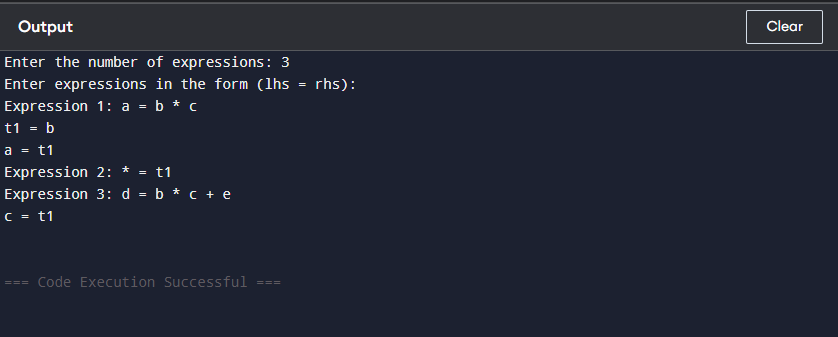 Output
Clear
Enter the number of expressions: 3
Enter expressions in the form (lhs = rhs):
Expression 1: a = b * c
t1 = b
a = t1
Expression 2: * = t1
Expression 3: d = b * c + e
c = t1
=== Code Execution Successful ===